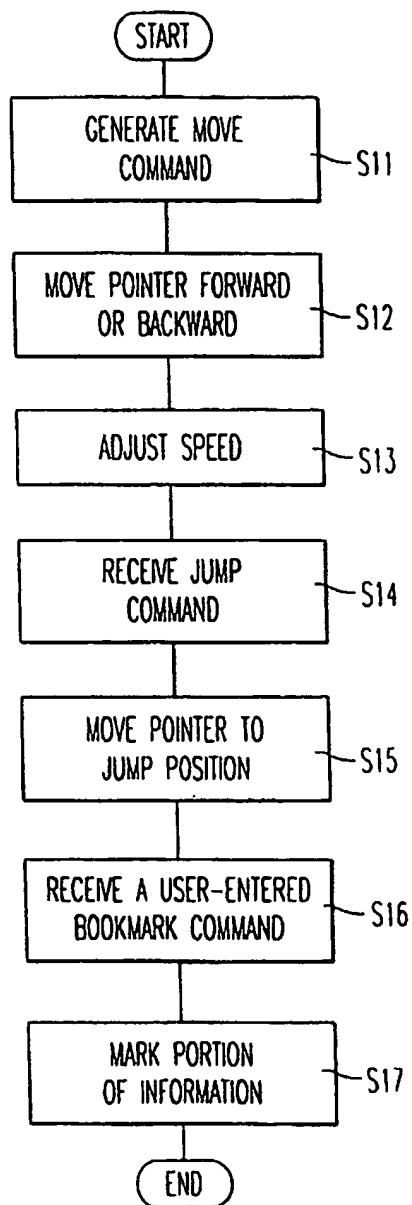 START
GENERATE MOVE
COMMAND
S11
MOVE POINTER FORWARD
OR BACKWARD
S12
ADJUST SPEED
S13
RECEIVE JUMP
COMMAND
S14
MOVE POINTER TO
JUMP POSITION
S15
RECEIVE A USER-ENTERED
BOOKMARK COMMAND
S16
MARK PORTION
OF INFORMATION
S17
END